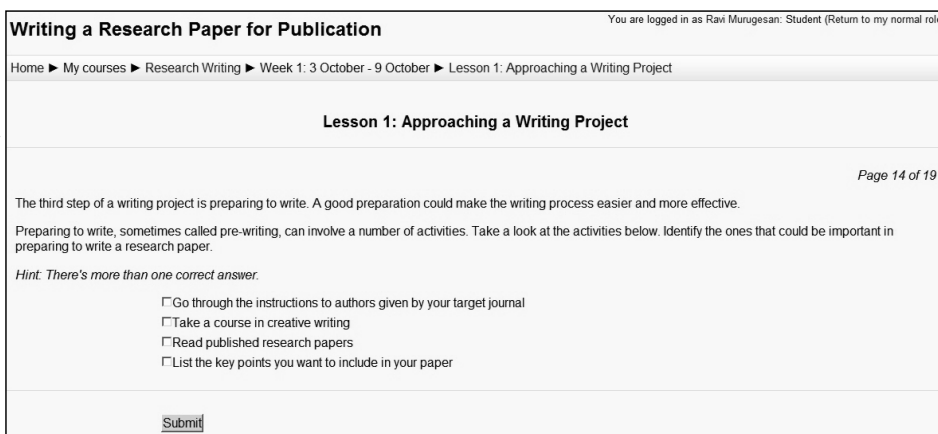 Writing a Research Paper for Publication
You are logged in as Ravi Murugesan: Student (Return to my normal role
Home ► My courses ► Research Writing ► Week 1: 3 October - 9 October ► Lesson 1: Approaching a Writing Project
Lesson 1: Approaching a Writing Project
Page 14 of 19
The third step of a writing project is preparing to write. A good preparation could make the writing process easier and more effective.
Preparing to write, sometimes called pre-writing, can involve a number of activities. Take a look at the activities below. Identify the ones that could be important in
preparing to write a research paper.
Hint: There's more than one correct answer.
Go through the instructions to authors given by your target journal
Take a course in creative writing
Read published research papers
List the key points you want to include in your paper
Submit